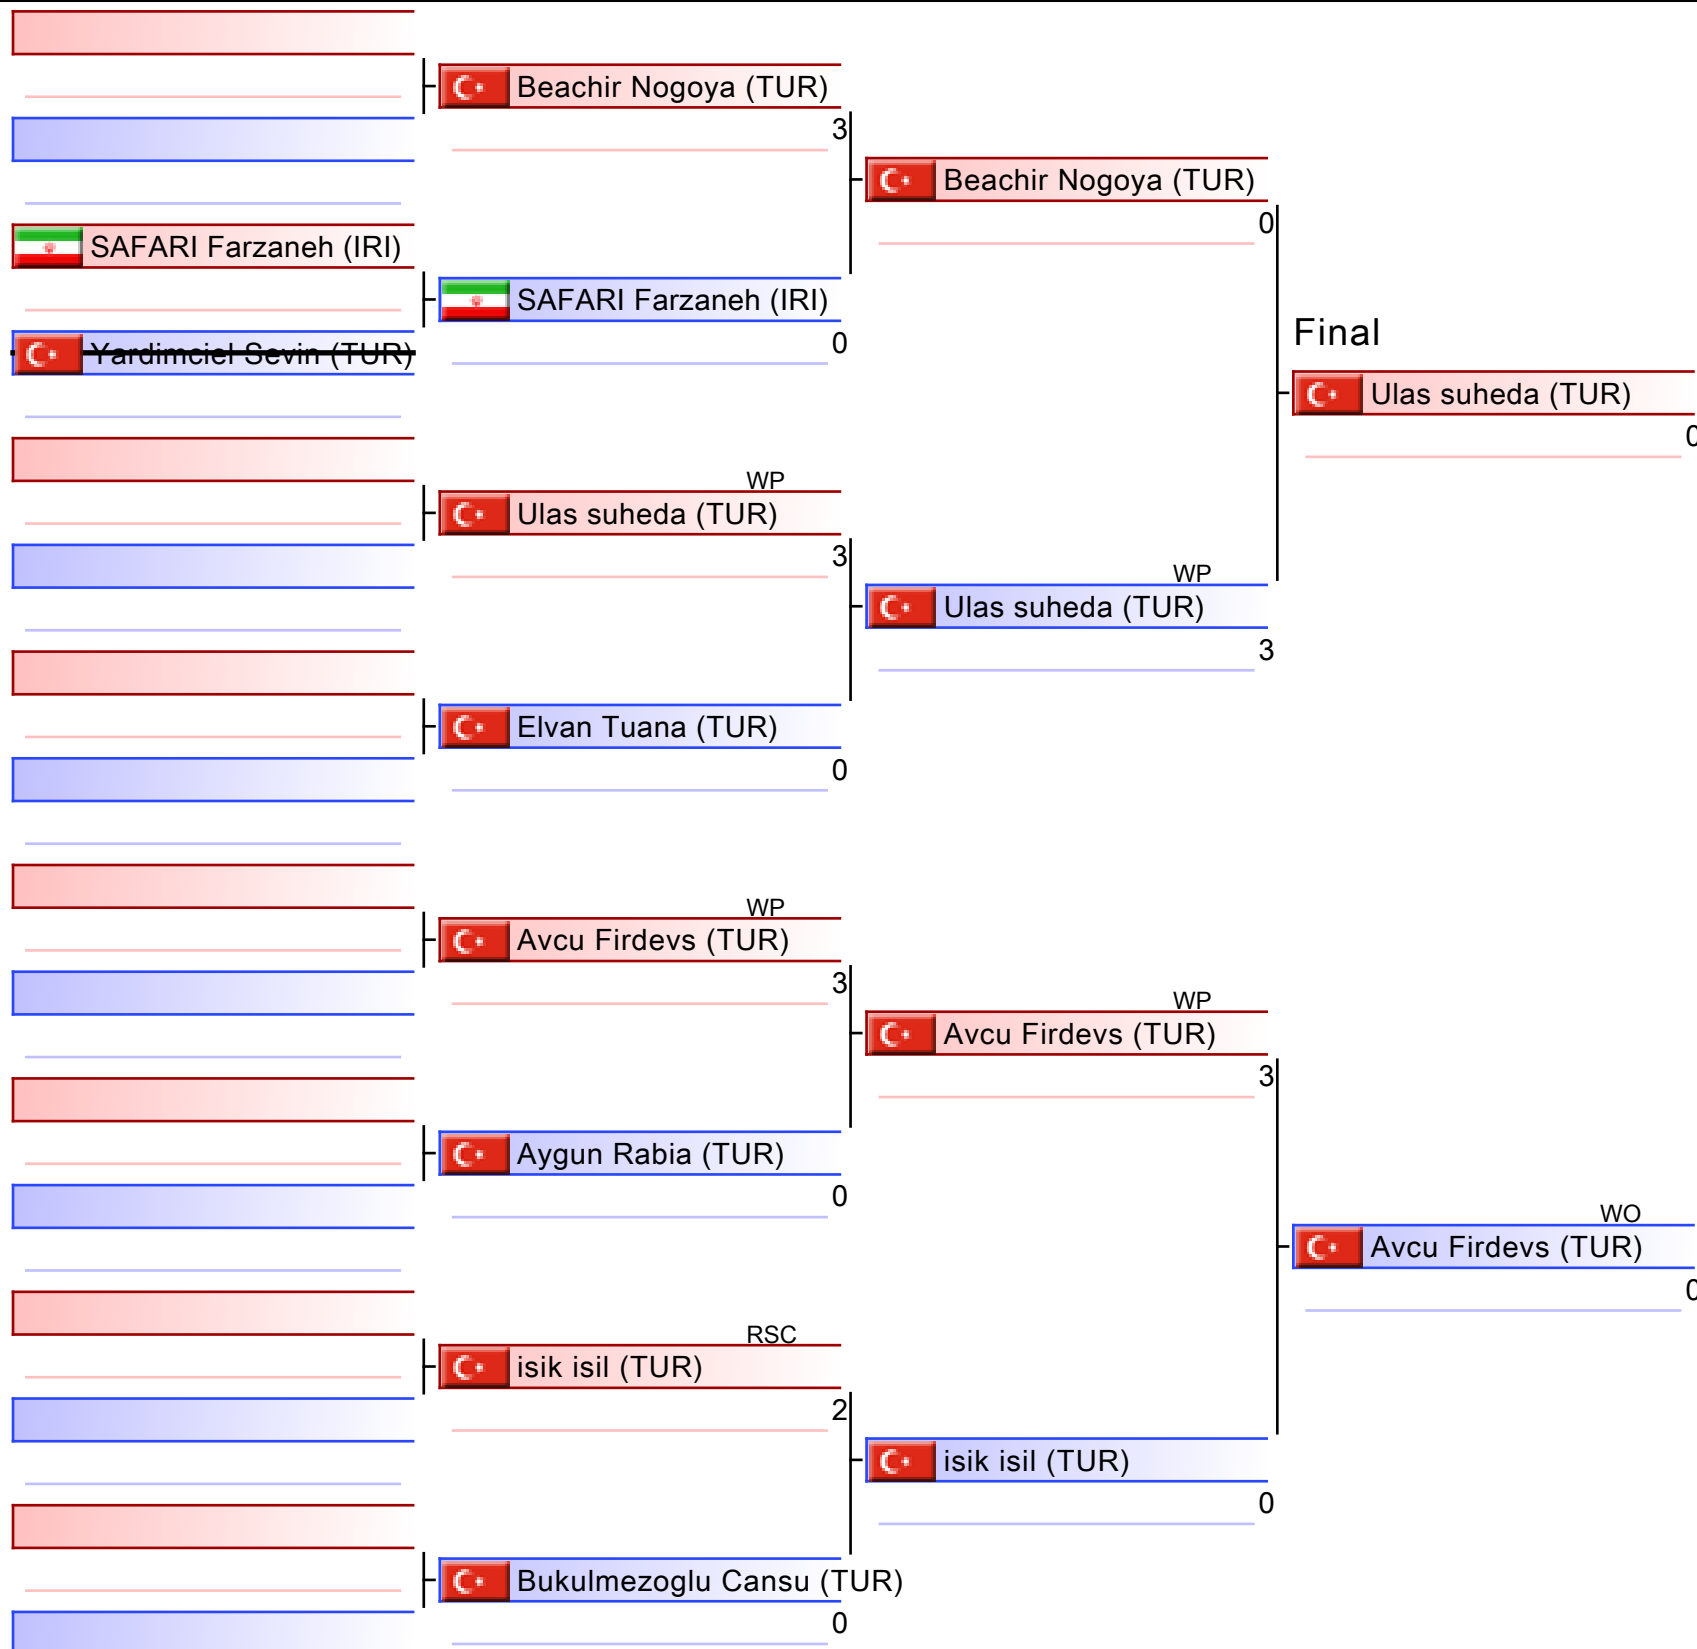 Beachir Nogoya (TUR)
3
Beachir Nogoya (TUR)
0
SAFARI Farzaneh (IRI)
SAFARI Farzaneh (IRI)
0
Yardimciel Sevin (TUR)
Final
Ulas suheda (TUR)
0
WP
Ulas suheda (TUR)
3
WP
Ulas suheda (TUR)
3
Elvan Tuana (TUR)
0
WP
Avcu Firdevs (TUR)
3
WP
Avcu Firdevs (TUR)
3
Aygun Rabia (TUR)
0
WO
Avcu Firdevs (TUR)
0
RSC
isik isil (TUR)
2
isik isil (TUR)
0
Bukulmezoglu Cansu (TUR)
0